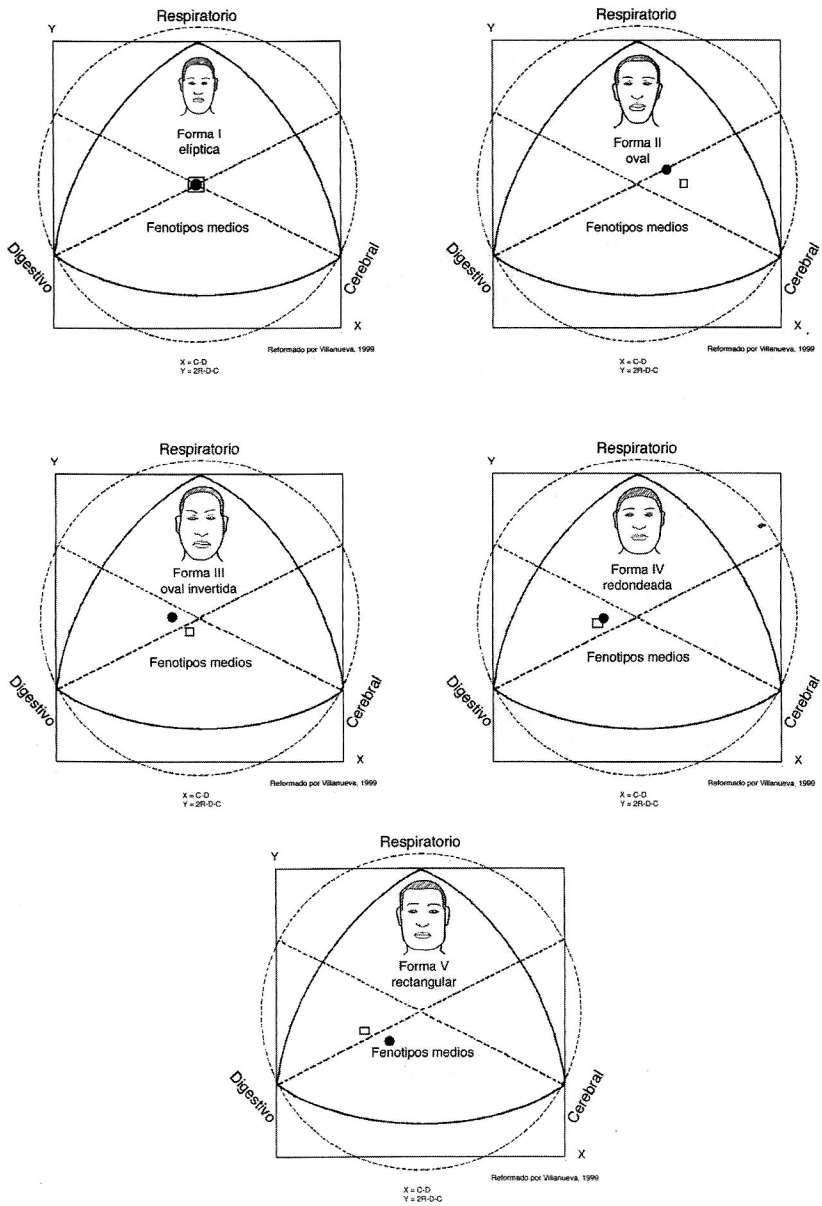 Respiratorio
Y
Forma I
elíptica
Fenotipos medios
Digestivo
Cerebral
X
Reformado por Villanueva, 1999
X = C-D
Y = 2R-D-C
Respiratorio
Y
Forma II
oval
Fenotipos medios
Digestivo
Cerebral
X
Reformado por Villanueva, 1999
X = C-D
Y = 2R-D-C
Respiratorio
Y
Forma III
oval invertida
Fenotipos medios
Digestivo
Cerebral
X
Reformado por Villanueva, 1999
X = C-D
Y = 2R-D-C
Respiratorio
Y
Forma IV
redondeada
Fenotipos medios
Digestivo
Cerebral
X
Reformado por Villanueva, 1999
X = C-D
Y = 2R-D-C
Respiratorio
Y
Forma V
rectangular
Fenotipos medios
Digestivo
Cerebral
X
Reformado por Villanueva, 1999
X = C-D
Y = 2R-D-C